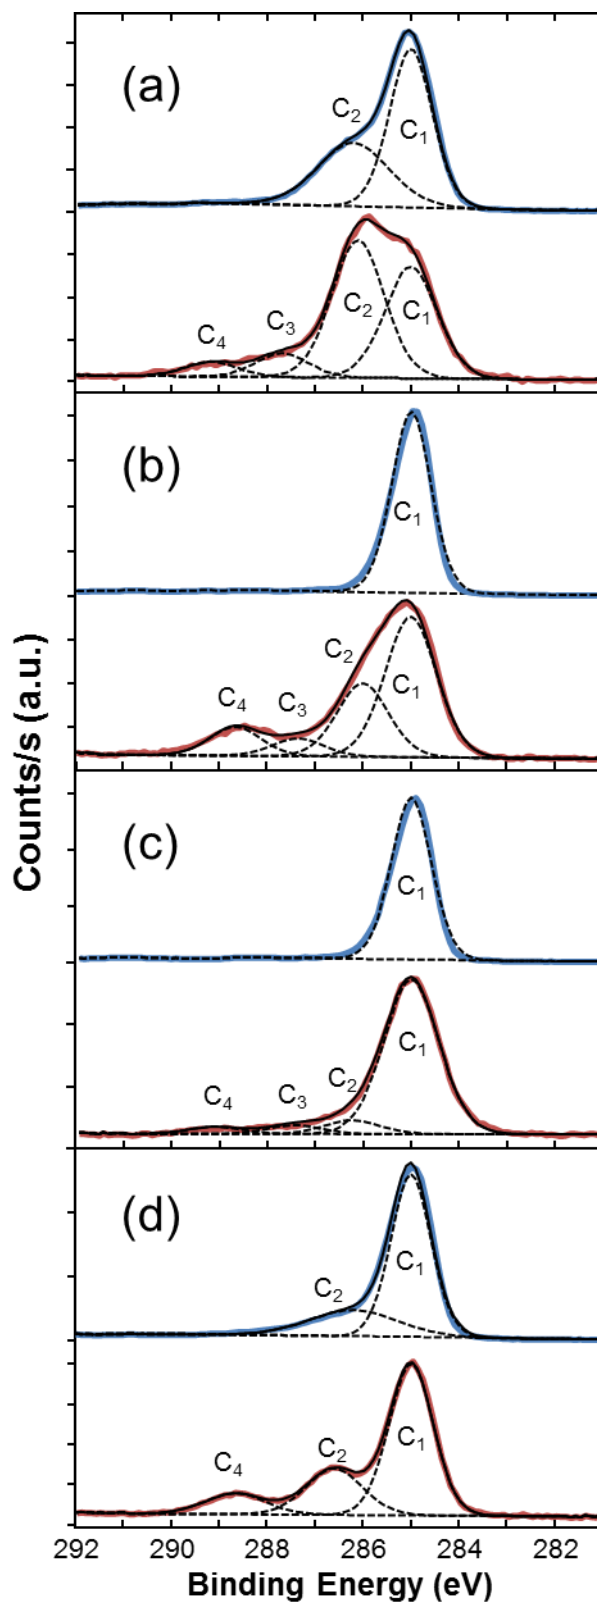 (a)
C₂
C₁
C₄
C₃
C₂
C₁
(b)
C₁
C₂
C₄
C₃
C₁
(c)
C₁
C₁
C₂
C₃
C₄
(d)
C₁
C₂
C₁
C₂
C₄
Counts/s (a.u.)
292 290 288 286 284 282
Binding Energy (eV)